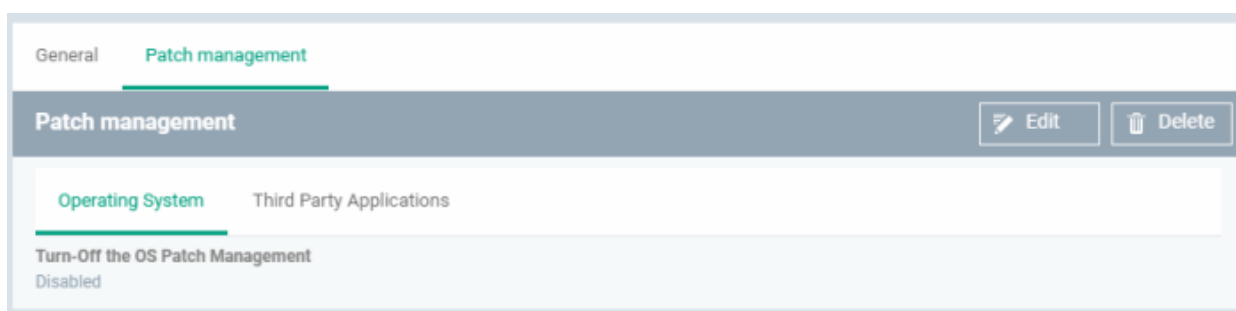 General Patch management
Patch management Edit Delete
Operating System Third Party Applications
Turn-Off the OS Patch Management
Disabled